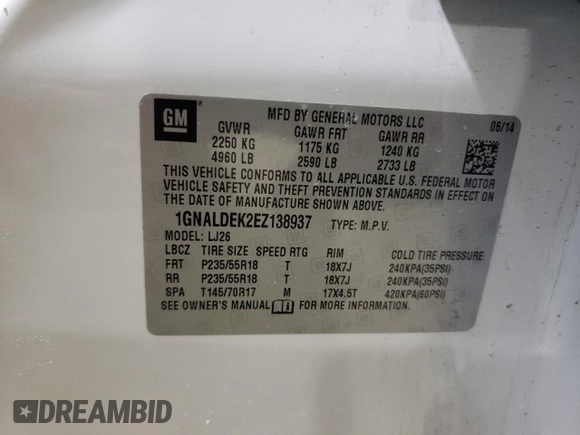 GM
MFD BY GENERAL MOTORS LLC
06/14
GVWR GAWR FRT GAWR RR
2250 KG 1175 KG 1240 KG
4960 LB 2590 LB 2733 LB
THIS VEHICLE CONFORMS TO ALL APPLICABLE U.S. FEDERAL MOTOR
VEHICLE SAFETY AND THEFT PREVENTION STANDARDS IN EFFECT ON
THE DATE OF MANUFACTURE SHOWN ABOVE.
1GNALDEK2EZ138937 TYPE: M.P.V.
MODEL: LJ26
LBCZ TIRE SIZE SPEED RTG RIM COLD TIRE PRESSURE
FRT P235/55R18 T 18X7J 240KPA(35PSI)
RR P235/55R18 T 18X7J 240KPA(35PSI)
SPA T145/70R17 M 17X4.5T 420KPA(60PSI)
SEE OWNER'S MANUAL FOR MORE INFORMATION.
DREAMBID